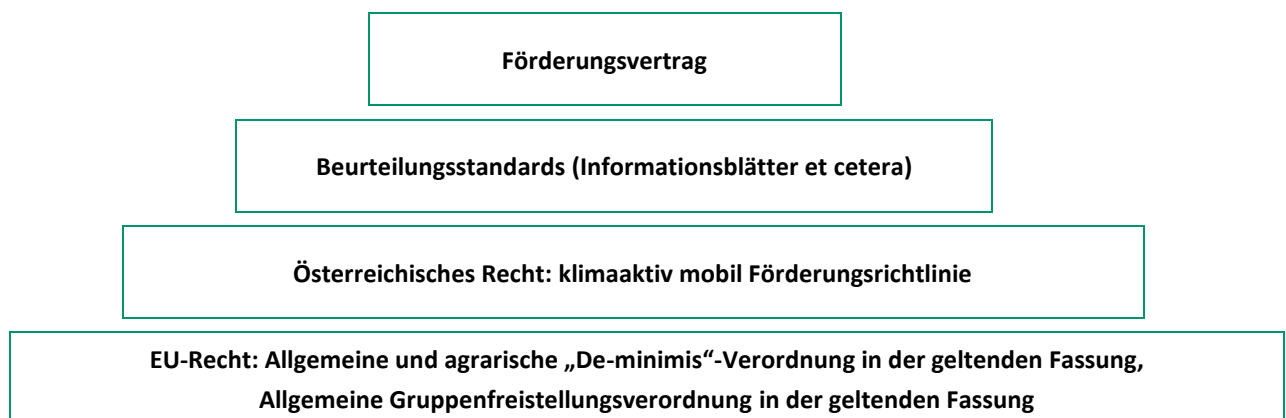 Förderungsvertrag
Beurteilungsstandards (Informationsblätter et cetera)
Österreichisches Recht: klimaaktiv mobil Förderungsrichtlinie
EU-Recht: Allgemeine und agrarische „De-minimis“-Verordnung in der geltenden Fassung,
Allgemeine Gruppenfreistellungsverordnung in der geltenden Fassung